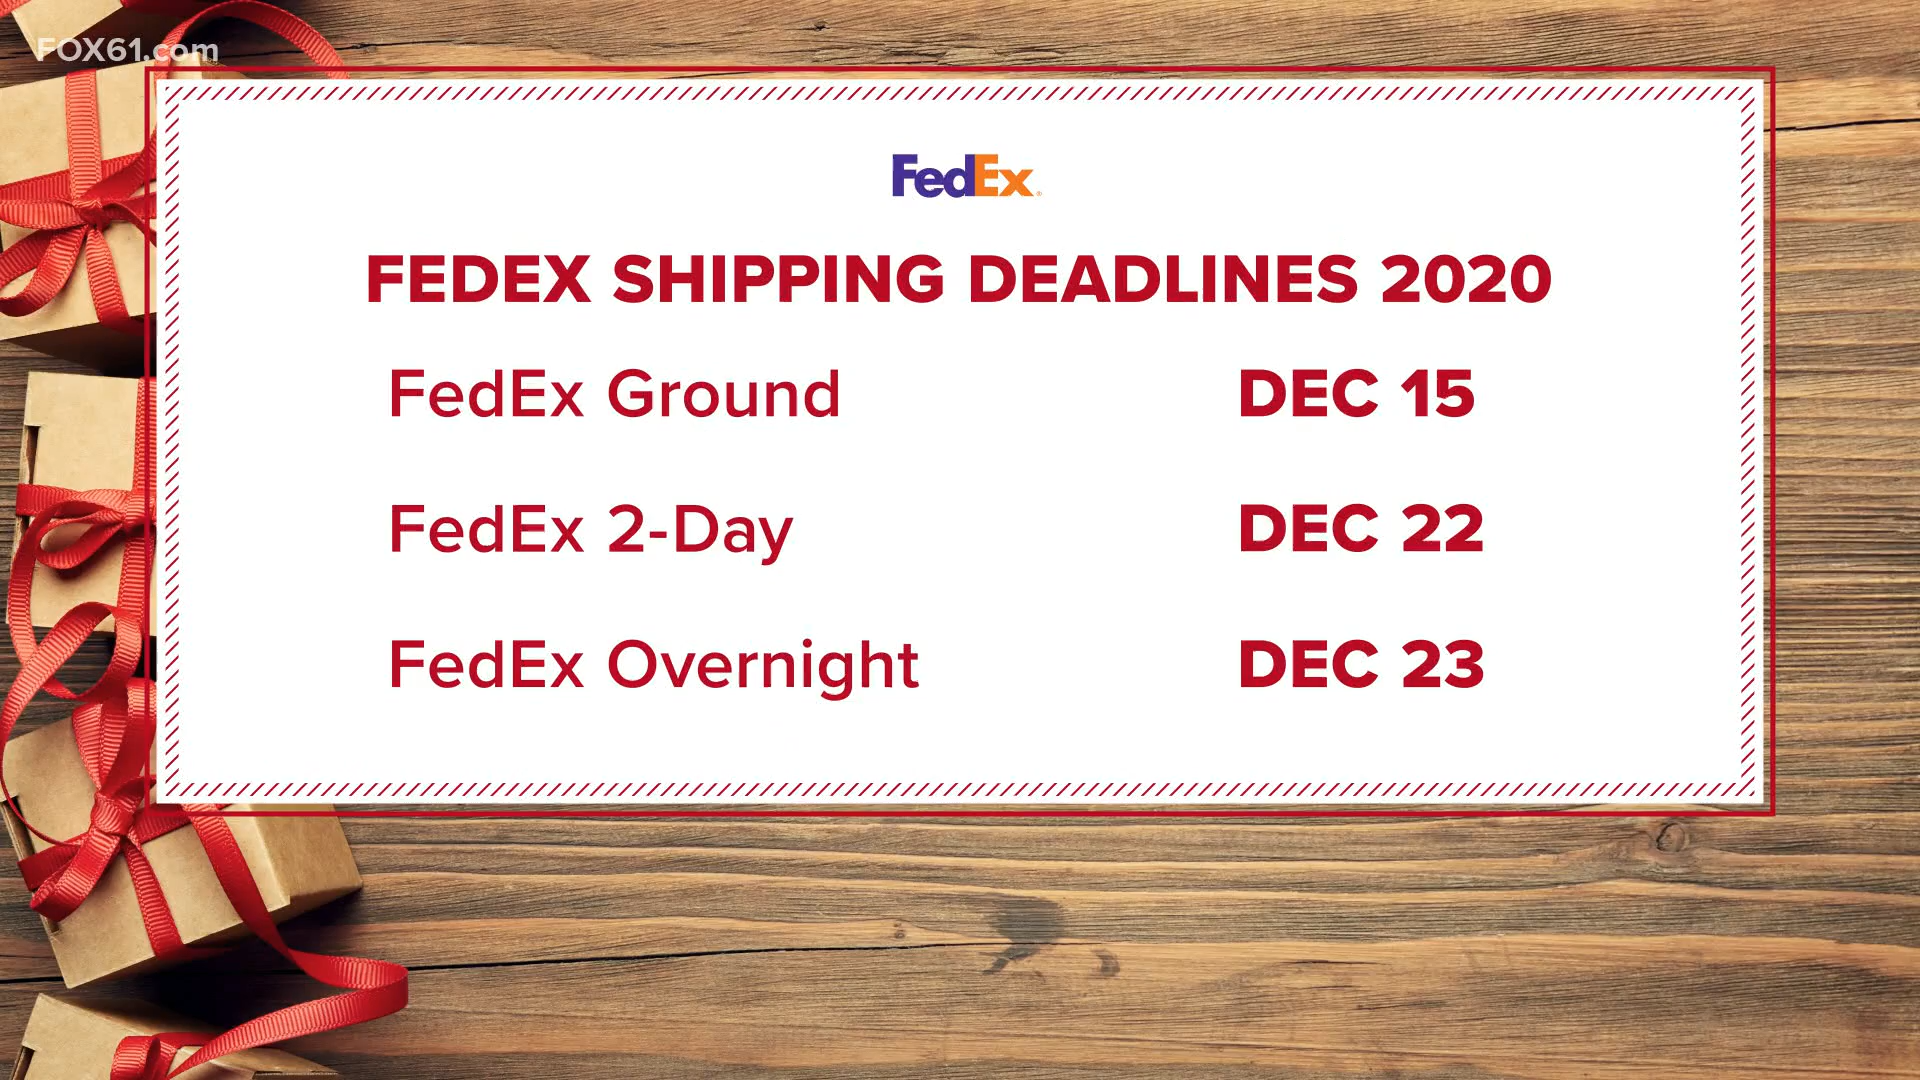 FOX61.com
FedEx
FEDEX SHIPPING DEADLINES 2020
FedEx Ground DEC 15
FedEx 2-Day DEC 22
FedEx Overnight DEC 23